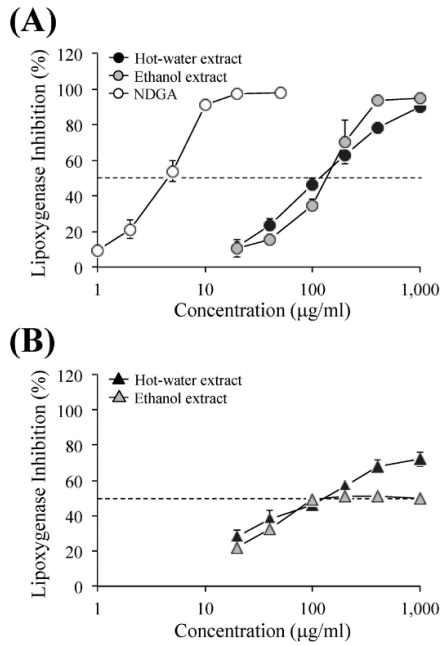 (A)
Lipoxygenase Inhibition (%)
120
100
80
60
40
20
0
Hot-water extract
Ethanol extract
NDGA
1
10
100
1,000
Concentration (µg/ml)
(B)
Lipoxygenase Inhibition (%)
120
100
80
60
40
20
0
Hot-water extract
Ethanol extract
1
10
100
1,000
Concentration (µg/ml)